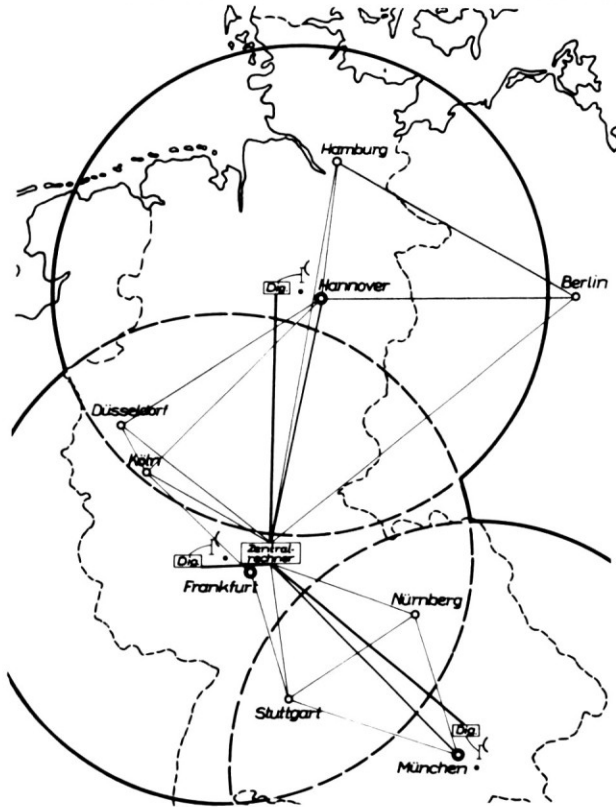 Hamburg
Dig.
Hannover
Berlin
Düsseldorf
Köln
Zentral-
rechner
Dig.
Frankfurt
Nürnberg
Stuttgart
Dig.
München